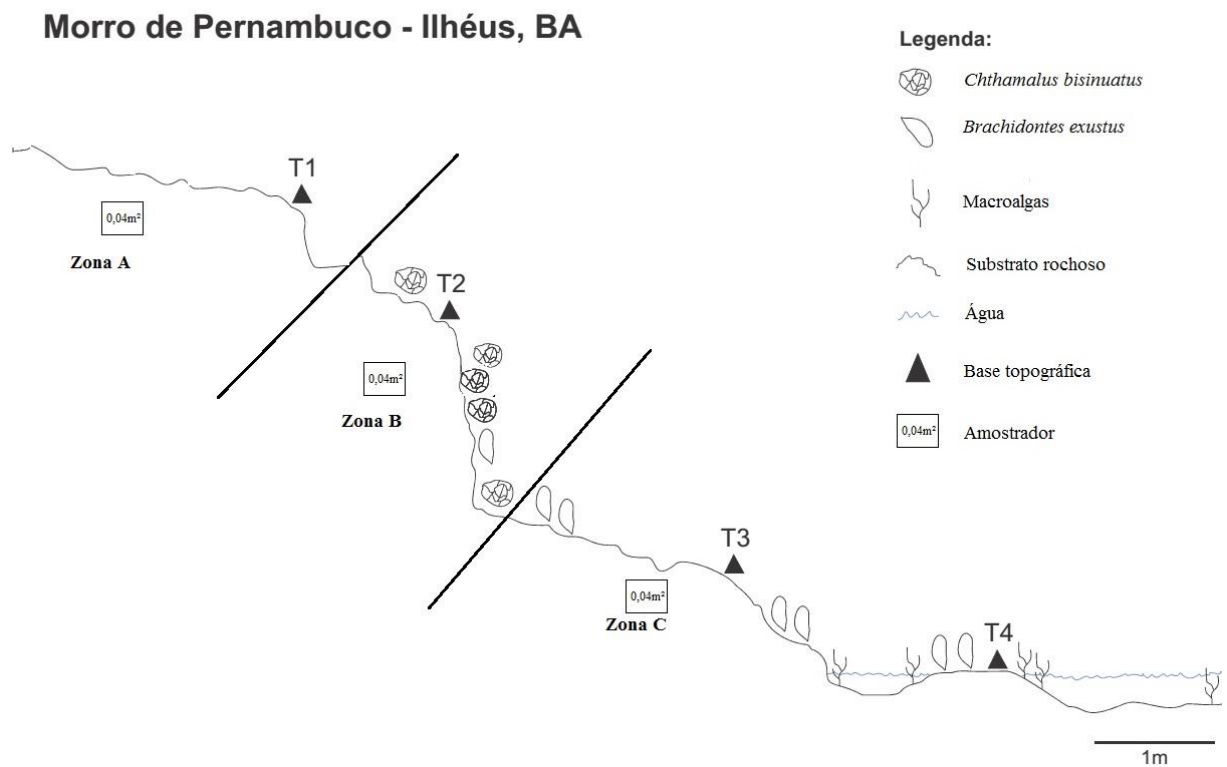 Morro de Pernambuco - Ilhéus, BA
Legenda:
Chthamalus bisinuatus
Brachidontes exustus
Macroalgas
Substrato rochoso
Água
Base topográfica
0,04m²
Amostrador
T1
0,04m²
Zona A
T2
0,04m²
Zona B
T3
0,04m²
Zona C
T4
1m